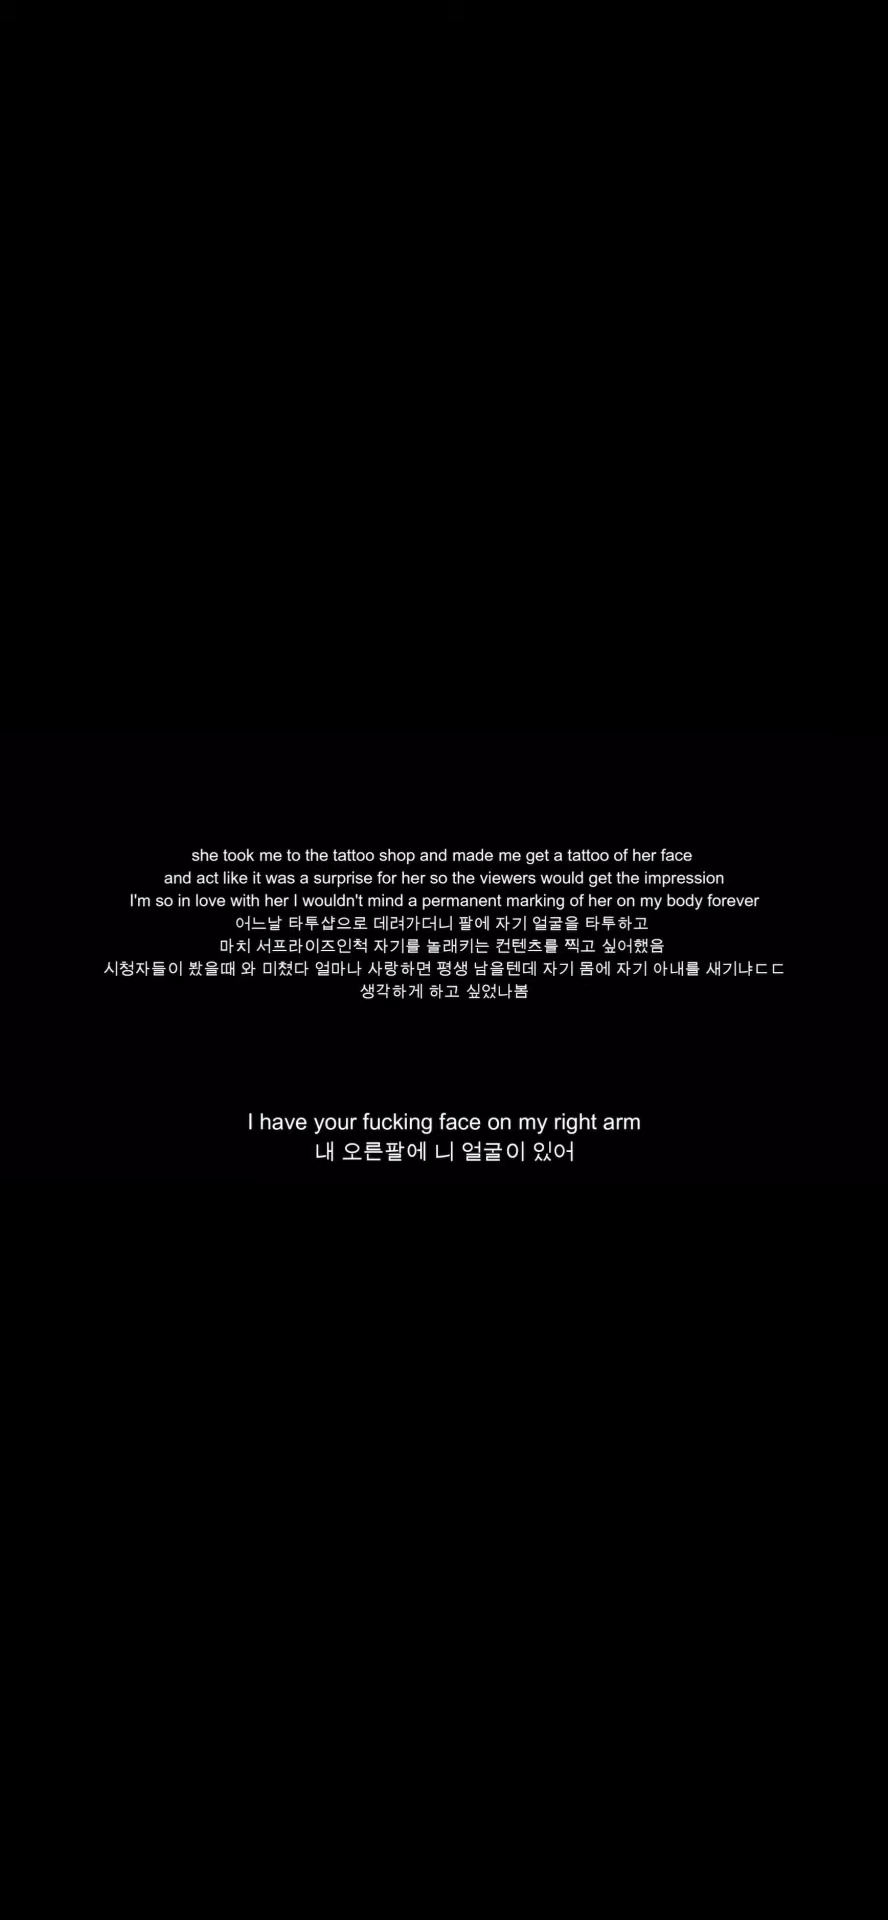 she took me to the tattoo shop and made me get a tattoo of her face
and act like it was a surprise for her so the viewers would get the impression
I'm so in love with her I wouldn't mind a permanent marking of her on my body forever
어느날 타투샵으로 데려가더니 팔에 자기 얼굴을 타투하고
마치 서프라이즈인척 자기를 놀래키는 컨텐츠를 찍고 싶어했음
시청자들이 봤을때 와 미쳤다 얼마나 사랑하면 평생 남을텐데 자기 몸에 자기 아내를 새기냐ㄷㄷ
생각하게 하고 싶었나봄
I have your fucking face on my right arm
내 오른팔에 니 얼굴이 있어